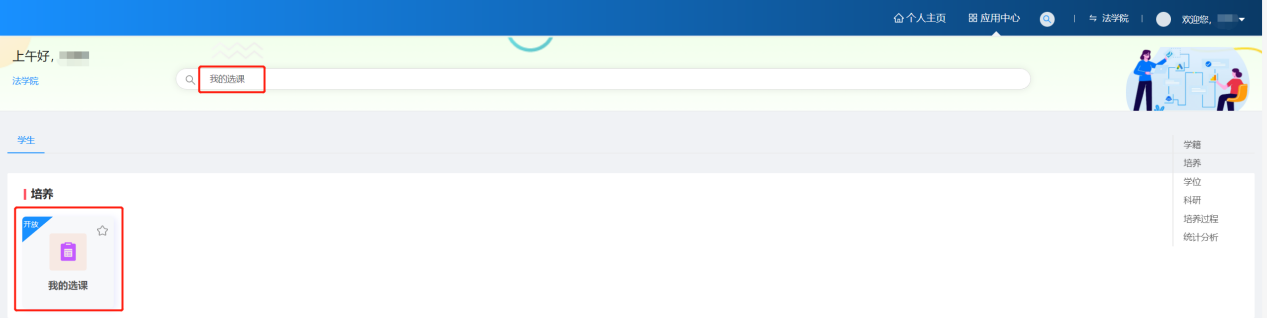 个人主页 应用中心 法学院 欢迎您,
上午好,
法学院
我的选课
学生
学籍
培养
学位
科研
培养过程
统计分析
培养
开放
我的选课